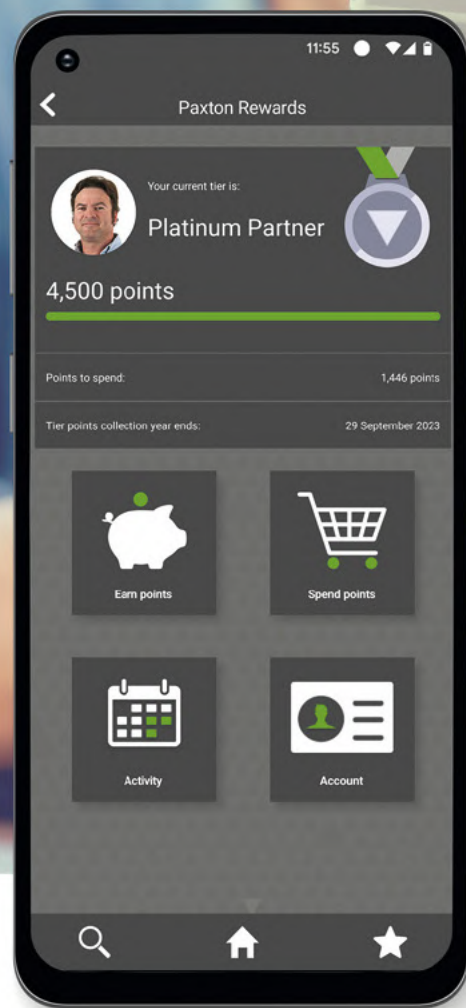 11:55
Paxton Rewards
Your current tier is:
Platinum Partner
4,500 points
Points to spend: 1,446 points
Tier points collection year ends: 29 September 2023
Earn points
Spend points
Activity
Account